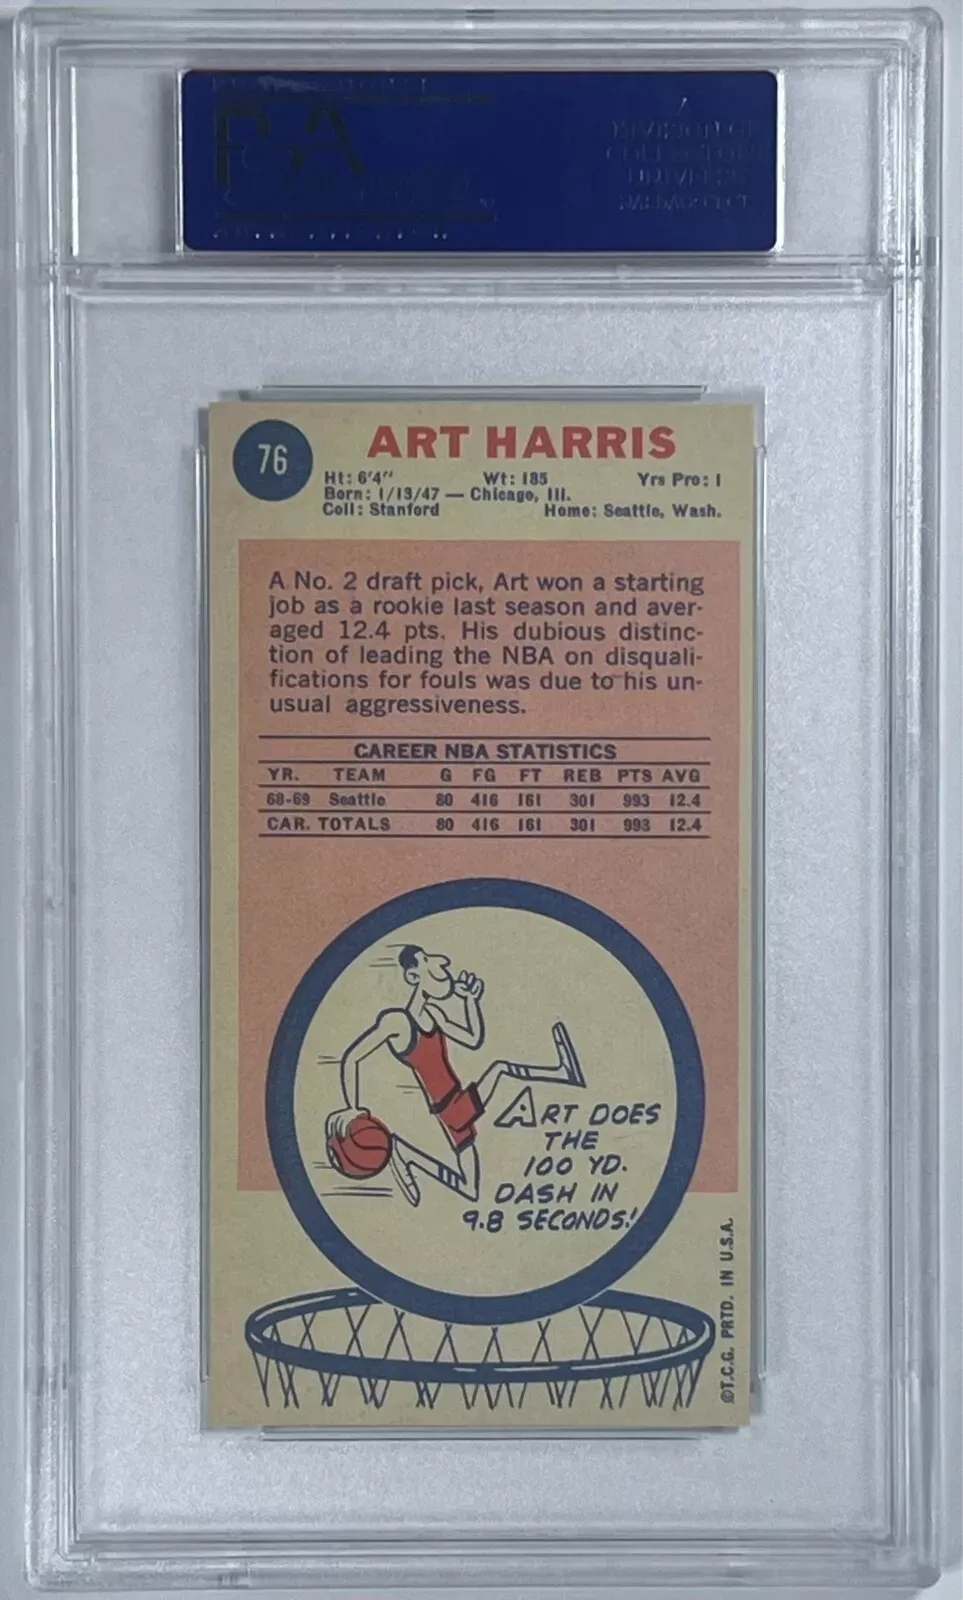 PSA
76
ART HARRIS
Ht: 6'4" Wt: 185 Yrs Pro: 1
Born: 1/13/47 — Chicago, Ill.
Coll: Stanford Home: Seattle, Wash.
A No. 2 draft pick, Art won a starting
job as a rookie last season and aver-
aged 12.4 pts. His dubious distinc-
tion of leading the NBA on disquali-
fications for fouls was due to his un-
usual aggressiveness.
CAREER NBA STATISTICS
YR. TEAM G FG FT REB PTS AVG
68-69 Seattle 80 416 161 301 993 12.4
CAR. TOTALS 80 416 161 301 993 12.4
ART DOES
THE
100 YD.
DASH IN
9.8 SECONDS!
©T.C.G. PRTD. IN U.S.A.